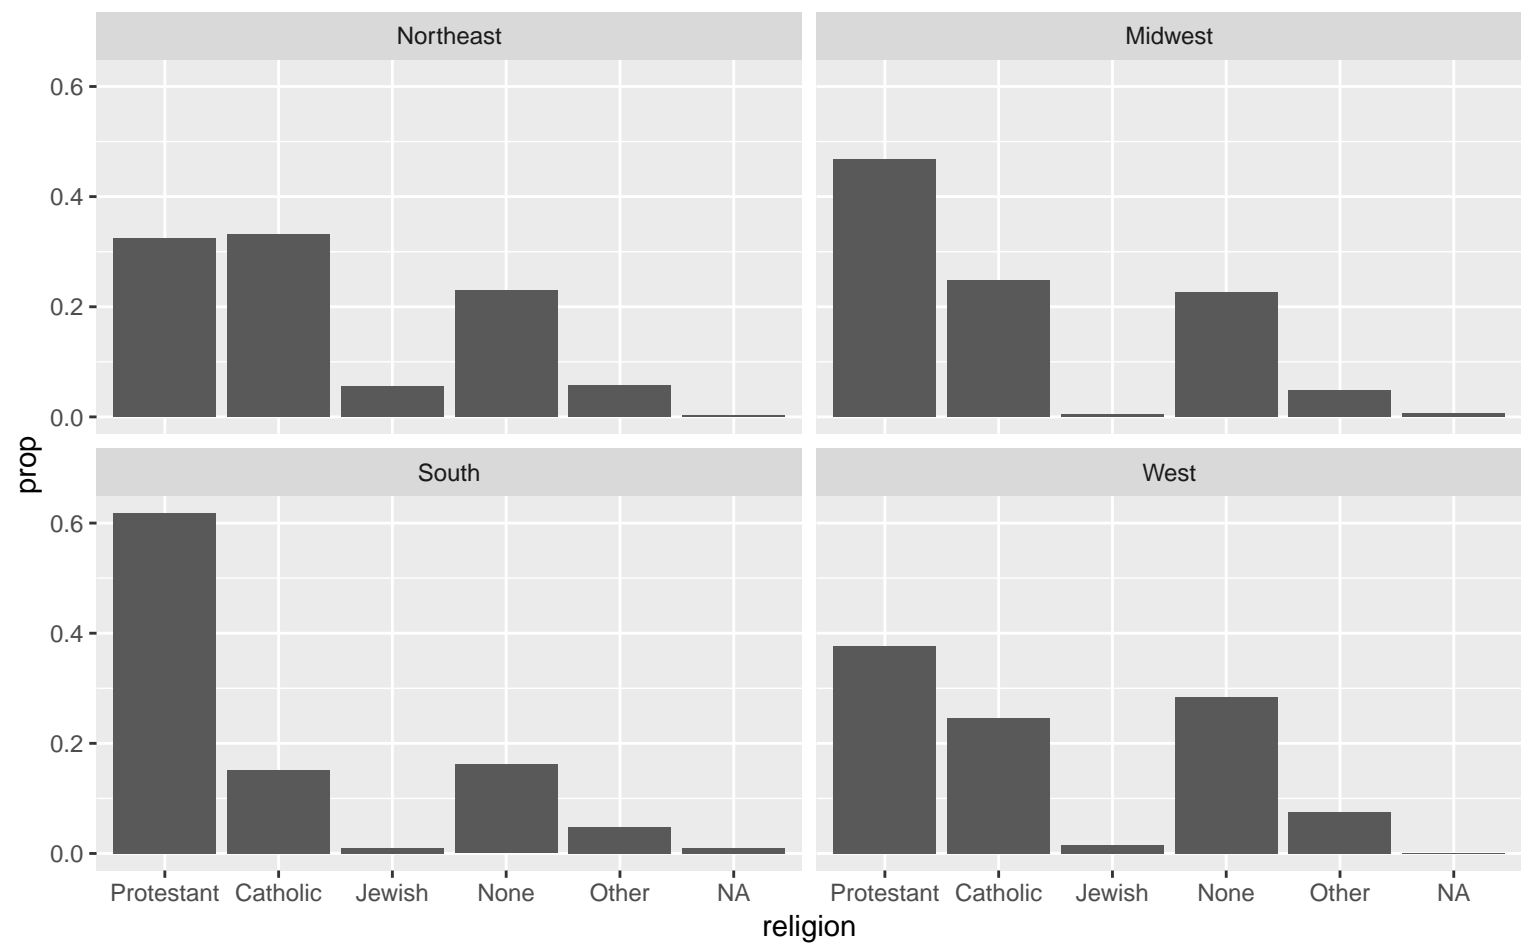 Northeast
Midwest
0.6
0.4
0.2
0.0
prop
South
West
0.6
0.4
0.2
0.0
Protestant Catholic Jewish None Other NA
Protestant Catholic Jewish None Other NA
religion